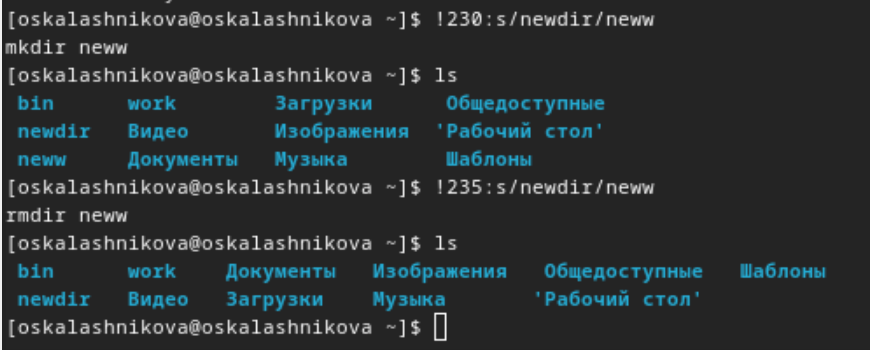 [oskalashnikova@oskalashnikova ~]$ !230:s/newdir/neww
mkdir neww
[oskalashnikova@oskalashnikova ~]$ ls
bin work Загрузки Общедоступные
newdir Видео Изображения 'Рабочий стол'
neww Документы Музыка Шаблоны
[oskalashnikova@oskalashnikova ~]$ !235:s/newdir/neww
rmdir neww
[oskalashnikova@oskalashnikova ~]$ ls
bin work Документы Изображения Общедоступные Шаблоны
newdir Видео Загрузки Музыка 'Рабочий стол'
[oskalashnikova@oskalashnikova ~]$